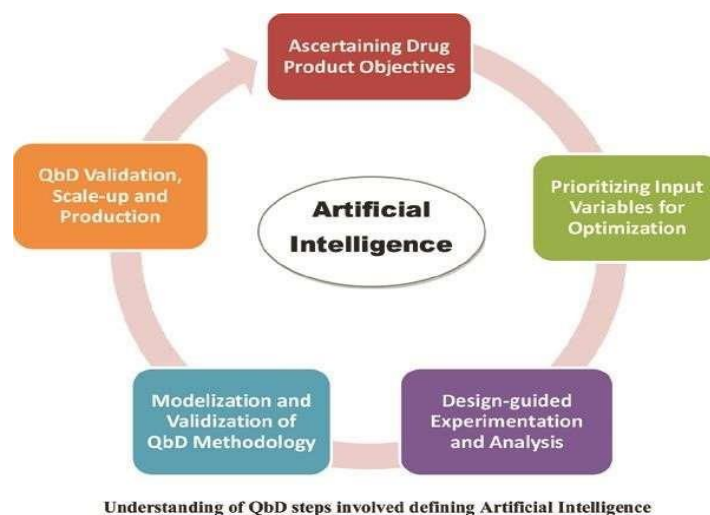 Ascertaining Drug
Product Objectives
QbD Validation,
Scale-up and
Production
Prioritizing Input
Variables for
Optimization
Artificial
Intelligence
Modelization and
Validization of
QbD Methodology
Design-guided
Experimentation
and Analysis
Understanding of QbD steps involved defining Artificial Intelligence